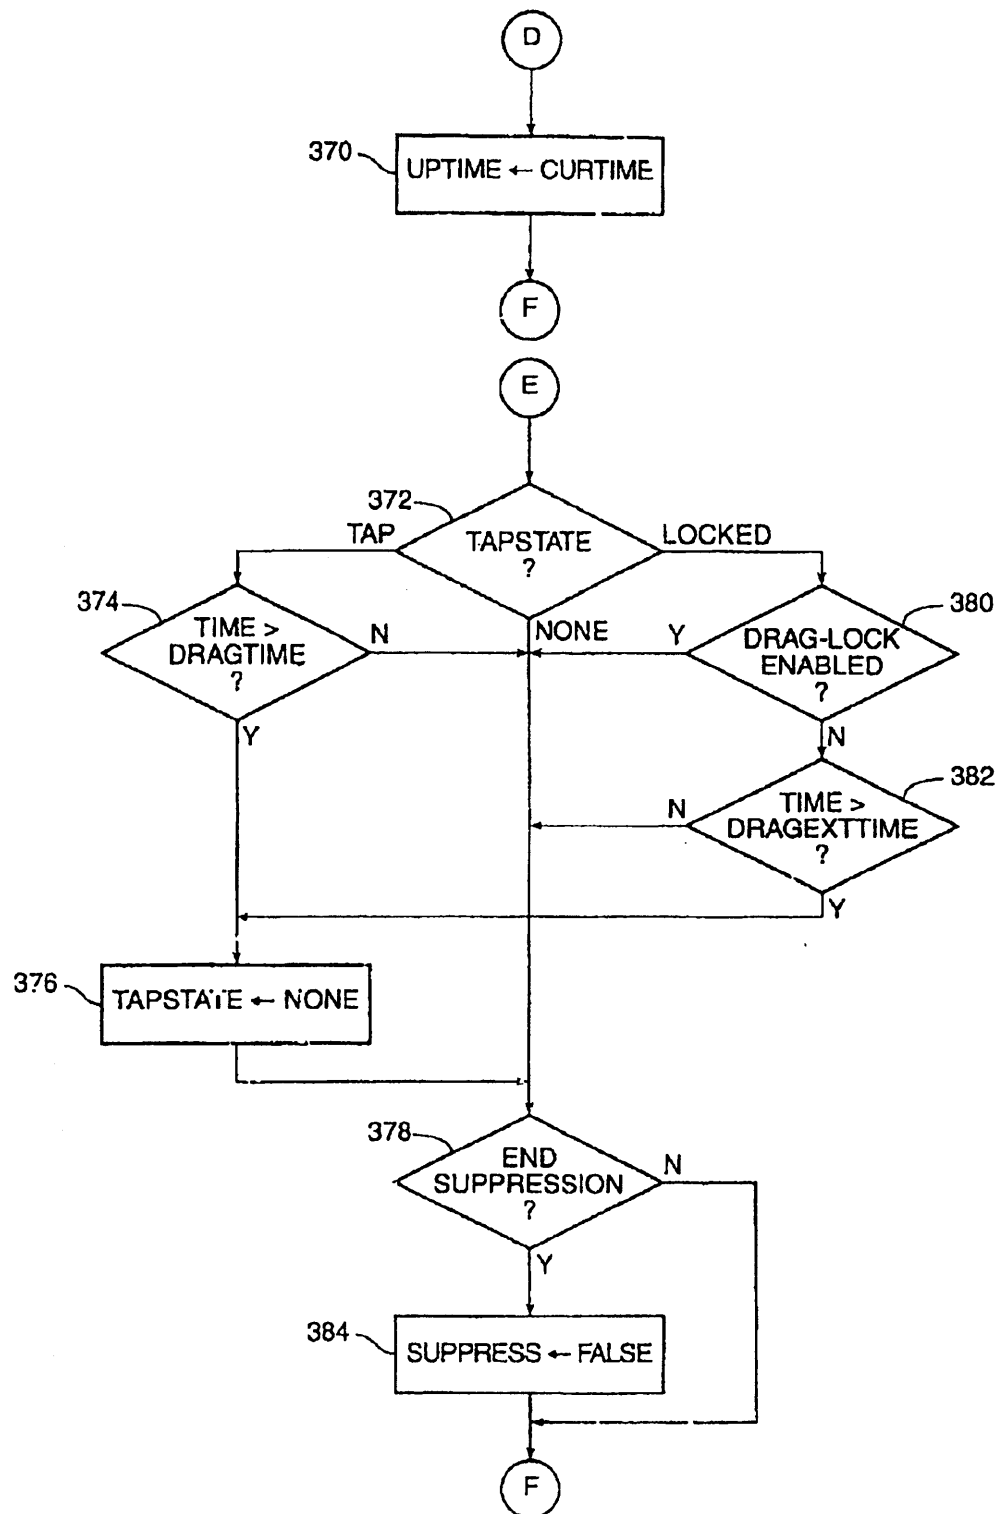 D
370
UPTIME ← CURTIME
F
E
372
TAP
TAPSTATE
?
LOCKED
NONE
374
TIME >
DRAGTIME
?
N
Y
380
DRAG-LOCK
ENABLED
?
Y
N
382
TIME >
DRAGEXTTIME
?
N
Y
376
TAPSTATE ← NONE
378
END
SUPPRESSION
?
N
Y
384
SUPPRESS ← FALSE
F